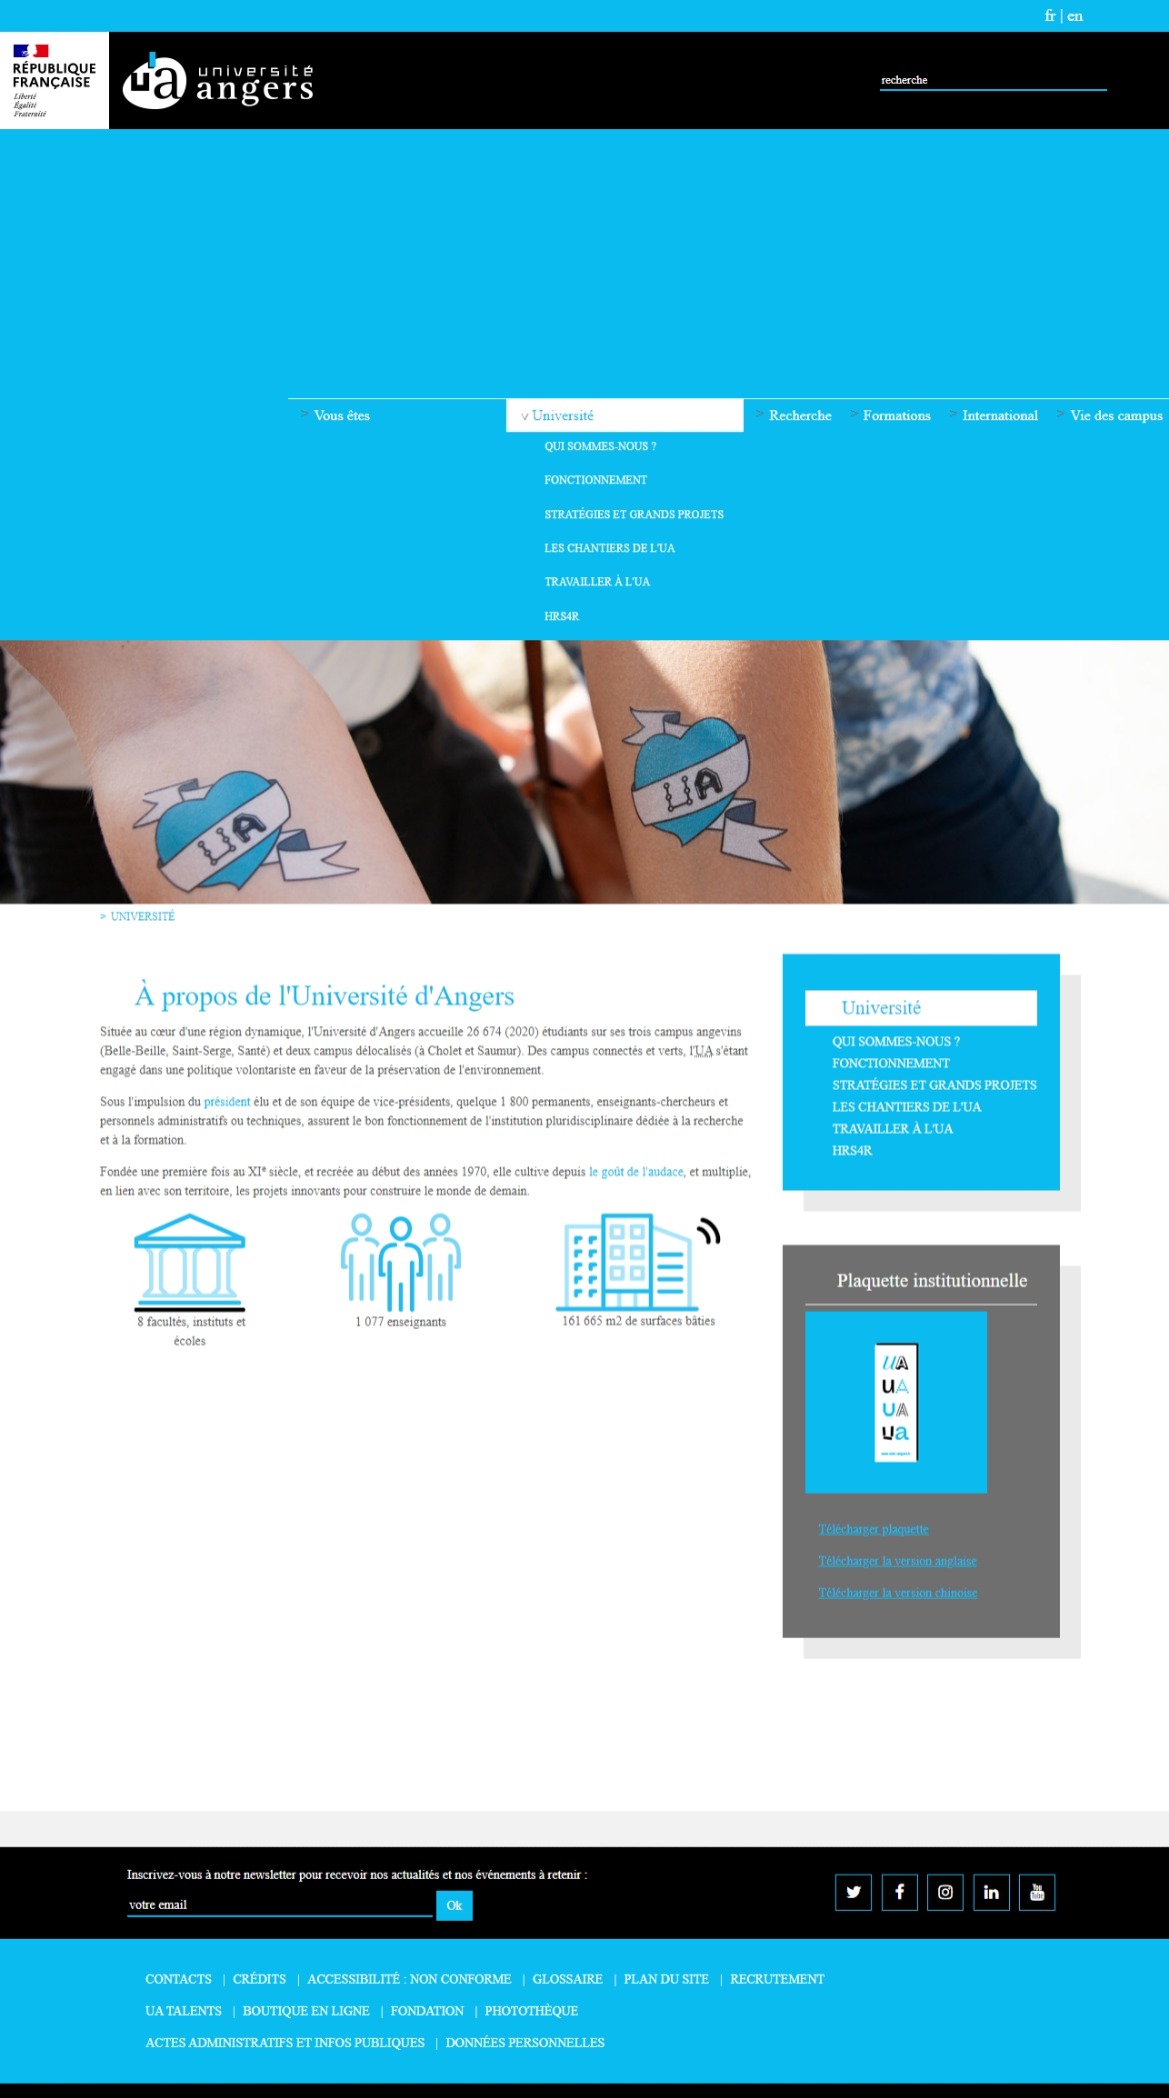 fr | en
RÉPUBLIQUE
FRANÇAISE
Liberté
Égalité
Fraternité
ua université
angers
recherche
> Vous êtes
v Université
> Recherche
> Formations
> International
> Vie des campus
QUI SOMMES-NOUS ?
FONCTIONNEMENT
STRATÉGIES ET GRANDS PROJETS
LES CHANTIERS DE L'UA
TRAVAILLER À L'UA
HRS4R
UA
UA
> UNIVERSITÉ
À propos de l'Université d'Angers
Située au cœur d'une région dynamique, l'Université d'Angers accueille 26 674 (2020) étudiants sur ses trois campus angevins
(Belle-Beille, Saint-Serge, Santé) et deux campus délocalisés (à Cholet et Saumur). Des campus connectés et verts, l'UA s'étant
engagé dans une politique volontariste en faveur de la préservation de l'environnement.
Sous l'impulsion du président élu et de son équipe de vice-présidents, quelque 1 800 permanents, enseignants-chercheurs et
personnels administratifs ou techniques, assurent le bon fonctionnement de l'institution pluridisciplinaire dédiée à la recherche
et à la formation.
Fondée une première fois au XIe siècle, et recréée au début des années 1970, elle cultive depuis le goût de l'audace, et multiplie,
en lien avec son territoire, les projets innovants pour construire le monde de demain.
8 facultés, instituts et
écoles
1 077 enseignants
161 665 m2 de surfaces bâties
Université
QUI SOMMES-NOUS ?
FONCTIONNEMENT
STRATÉGIES ET GRANDS PROJETS
LES CHANTIERS DE L'UA
TRAVAILLER À L'UA
HRS4R
Plaquette institutionnelle
UA
UA
UA
ua
Télécharger plaquette
Télécharger la version anglaise
Télécharger la version chinoise
Inscrivez-vous à notre newsletter pour recevoir nos actualités et nos événements à retenir :
votre email
Ok
in
You
Tube
CONTACTS | CRÉDITS | ACCESSIBILITÉ : NON CONFORME | GLOSSAIRE | PLAN DU SITE | RECRUTEMENT
UA TALENTS | BOUTIQUE EN LIGNE | FONDATION | PHOTOTHÈQUE
ACTES ADMINISTRATIFS ET INFOS PUBLIQUES | DONNÉES PERSONNELLES